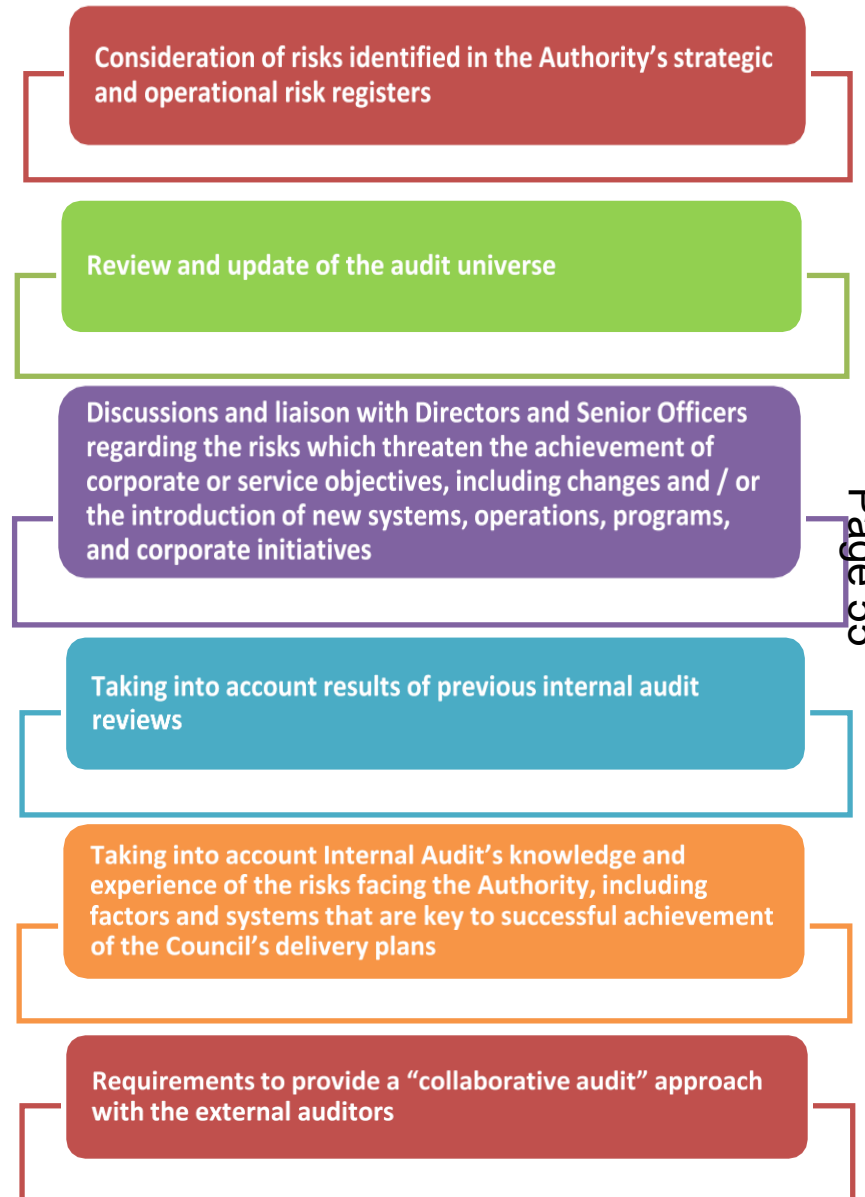 Consideration of risks identified in the Authority’s strategic
and operational risk registers
Review and update of the audit universe
Discussions and liaison with Directors and Senior Officers
regarding the risks which threaten the achievement of
corporate or service objectives, including changes and / or
the introduction of new systems, operations, programs,
and corporate initiatives
Page
Taking into account results of previous internal audit
reviews
Taking into account Internal Audit’s knowledge and
experience of the risks facing the Authority, including
factors and systems that are key to successful achievement
of the Council’s delivery plans
Requirements to provide a “collaborative audit” approach
with the external auditors